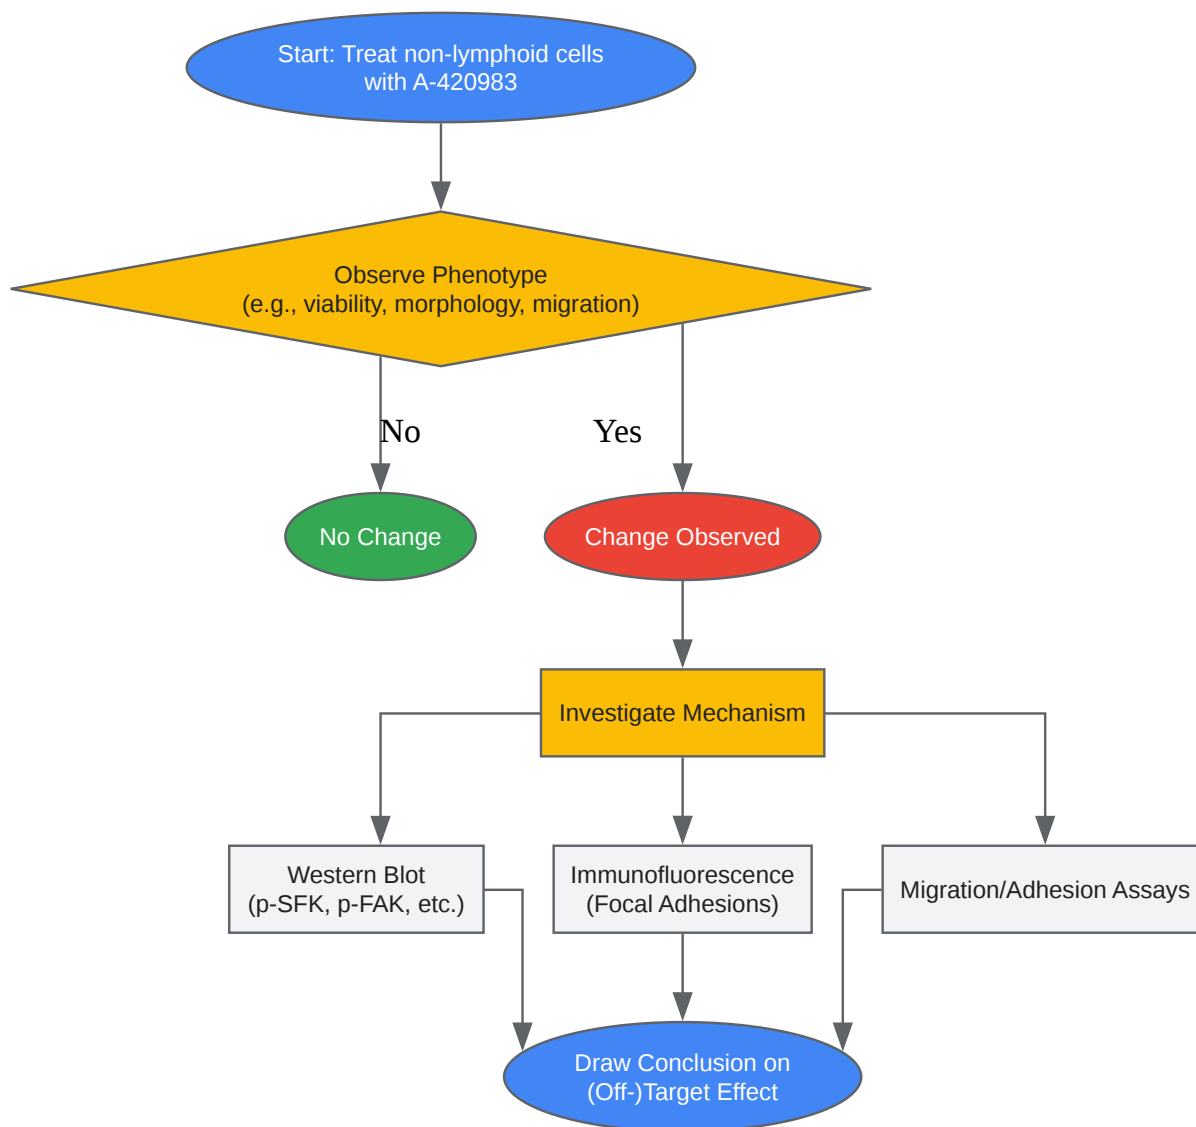 Start: Treat non-lymphoid cells
with A-420983
Observe Phenotype
(e.g., viability, morphology, migration)
No
Yes
No Change
Change Observed
Investigate Mechanism
Western Blot
(p-SFK, p-FAK, etc.)
Immunofluorescence
(Focal Adhesions)
Migration/Adhesion Assays
Draw Conclusion on
(Off-)Target Effect